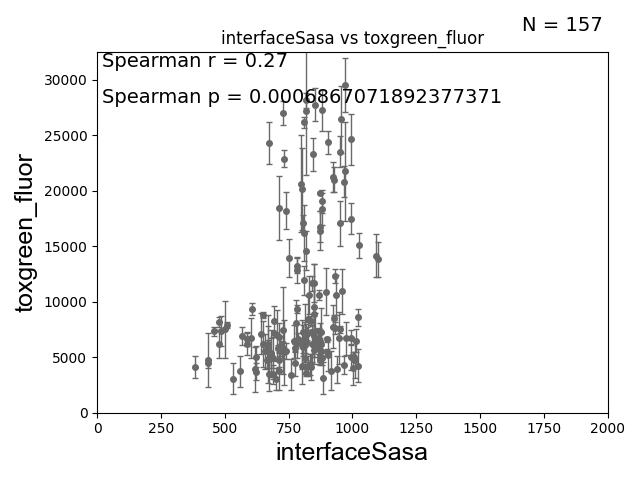 N = 157
interfaceSasa vs toxgreen_fluor
Spearman r = 0.27
Spearman p = 0.0006867071892377371
toxgreen_fluor
30000
25000
20000
15000
10000
5000
0
0 250 500 750 1000 1250 1500 1750 2000
interfaceSasa